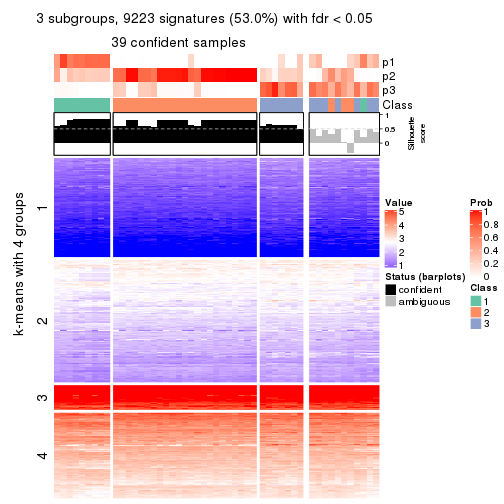 3 subgroups, 9223 signatures (53.0%) with fdr < 0.05
39 confident samples
p1
p2
p3
Class
1
0.5
0
Silhouette
score
k-means with 4 groups
1
2
3
4
Value
5
4
3
2
1
Status (barplots)
confident
ambiguous
Prob
1
0.8
0.6
0.4
0.2
0
Class
1
2
3